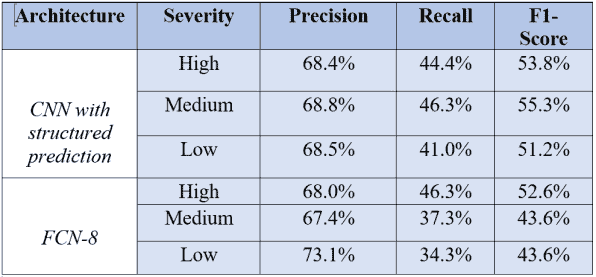 Architecture Severity Precision Recall F1-
Score
High 68.4% 44.4% 53.8%
CNN with
structured
prediction
Medium 68.8% 46.3% 55.3%
Low 68.5% 41.0% 51.2%
FCN-8
High 68.0% 46.3% 52.6%
Medium 67.4% 37.3% 43.6%
Low 73.1% 34.3% 43.6%